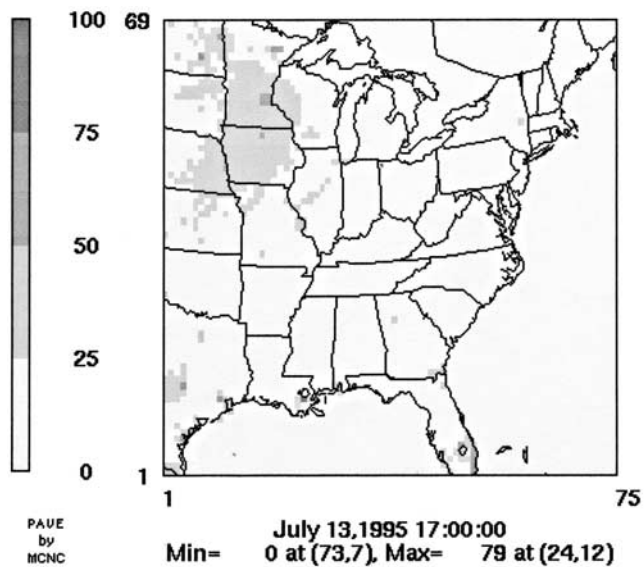 100
75
50
25
0
69
1
1
75
PAVE
by
MCNC
July 13,1995 17:00:00
Min= 0 at (73,7), Max= 79 at (24,12)